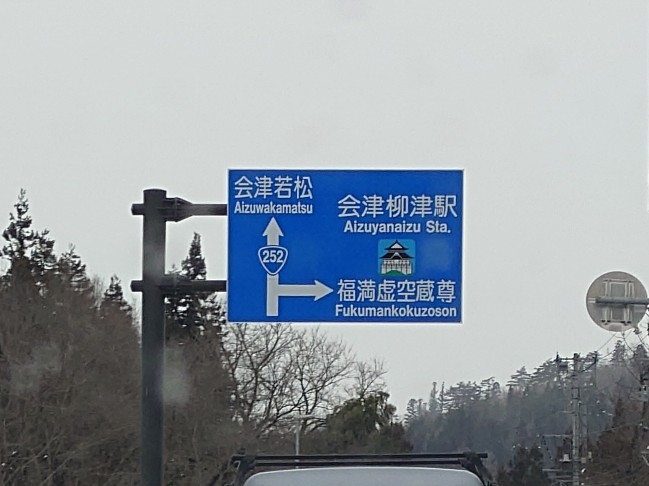 会津若松
Aizuwakamatsu
252
会津柳津駅
Aizuyanaizu Sta.
福満虚空蔵尊
Fukumankokuzoson